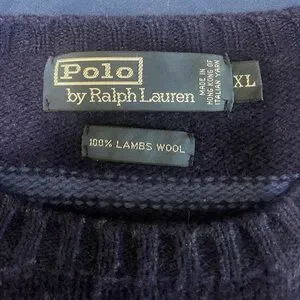 Polo
by Ralph Lauren
MADE IN
HONG KONG OF
ITALIAN YARN
XL
100% LAMBS WOOL